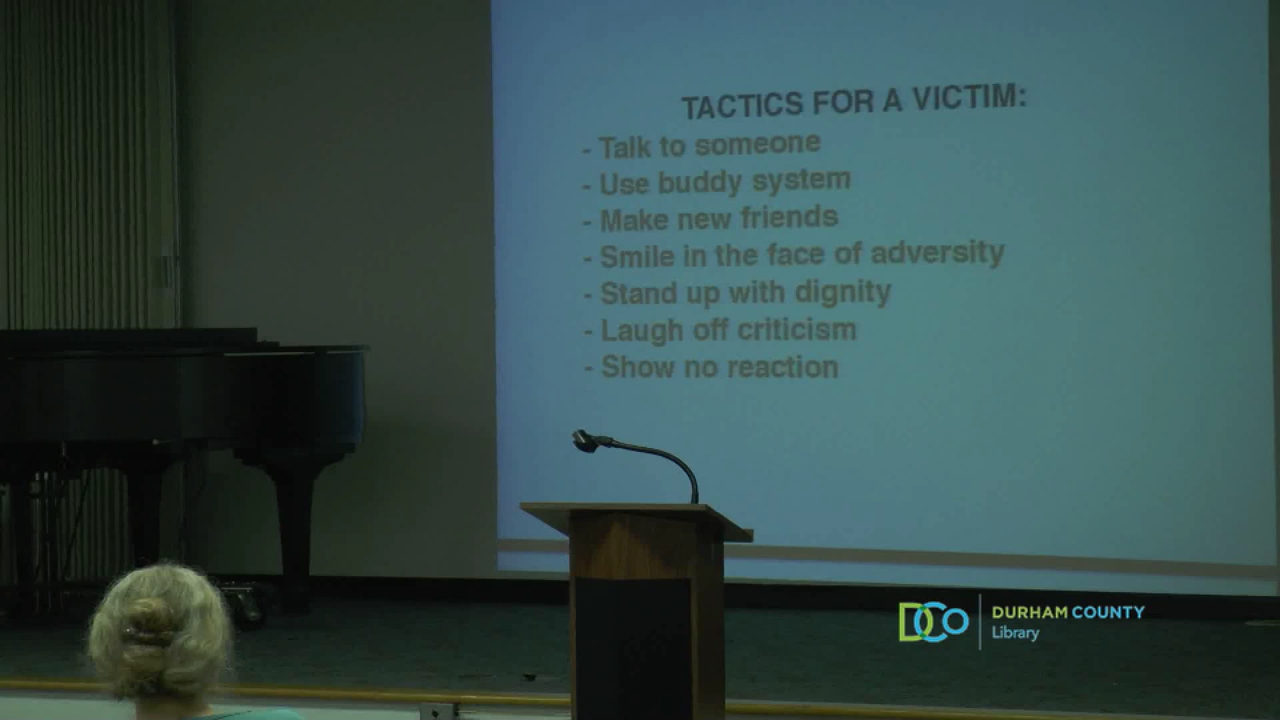 TACTICS FOR A VICTIM:
- Talk to someone
- Use buddy system
- Make new friends
- Smile in the face of adversity
- Stand up with dignity
- Laugh off criticism
- Show no reaction
DCo
DURHAM COUNTY
Library